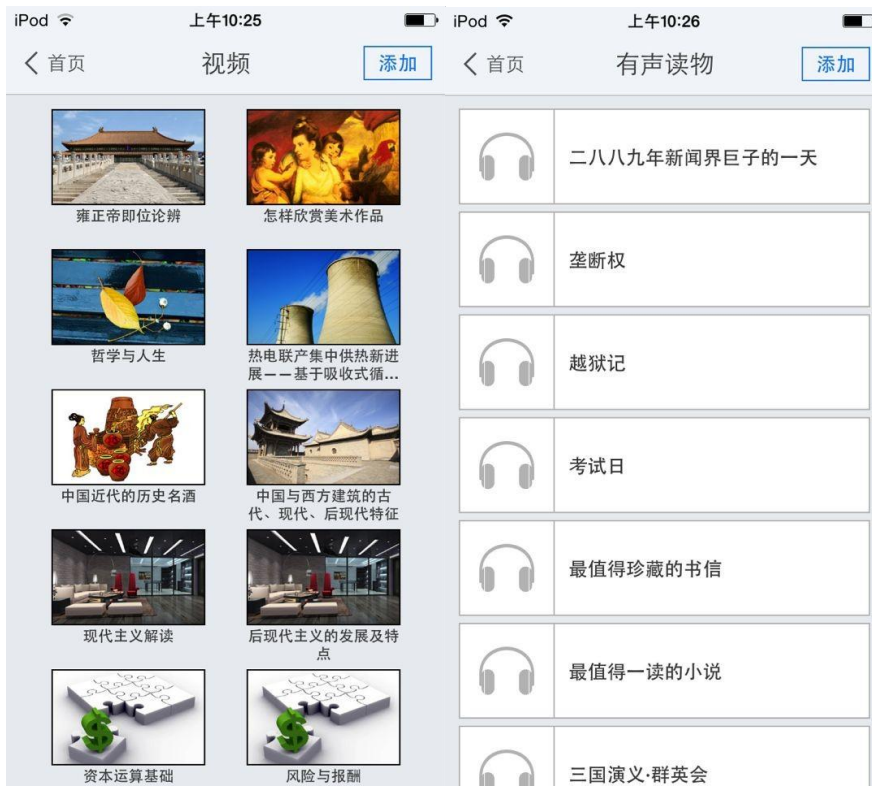 iPod 上午10:25
首页 视频 添加
雍正帝即位论辨
怎样欣赏美术作品
哲学与人生
热电联产集中供热新进
展——基于吸收式循...
中国近代的历史名酒
中国与西方建筑的古
代、现代、后现代特征
现代主义解读
后现代主义的发展及特
点
资本运算基础
风险与报酬
iPod 上午10:26
首页 有声读物 添加
二八八九年新闻界巨子的一天
垄断权
越狱记
考试日
最值得珍藏的书信
最值得一读的小说
三国演义·群英会